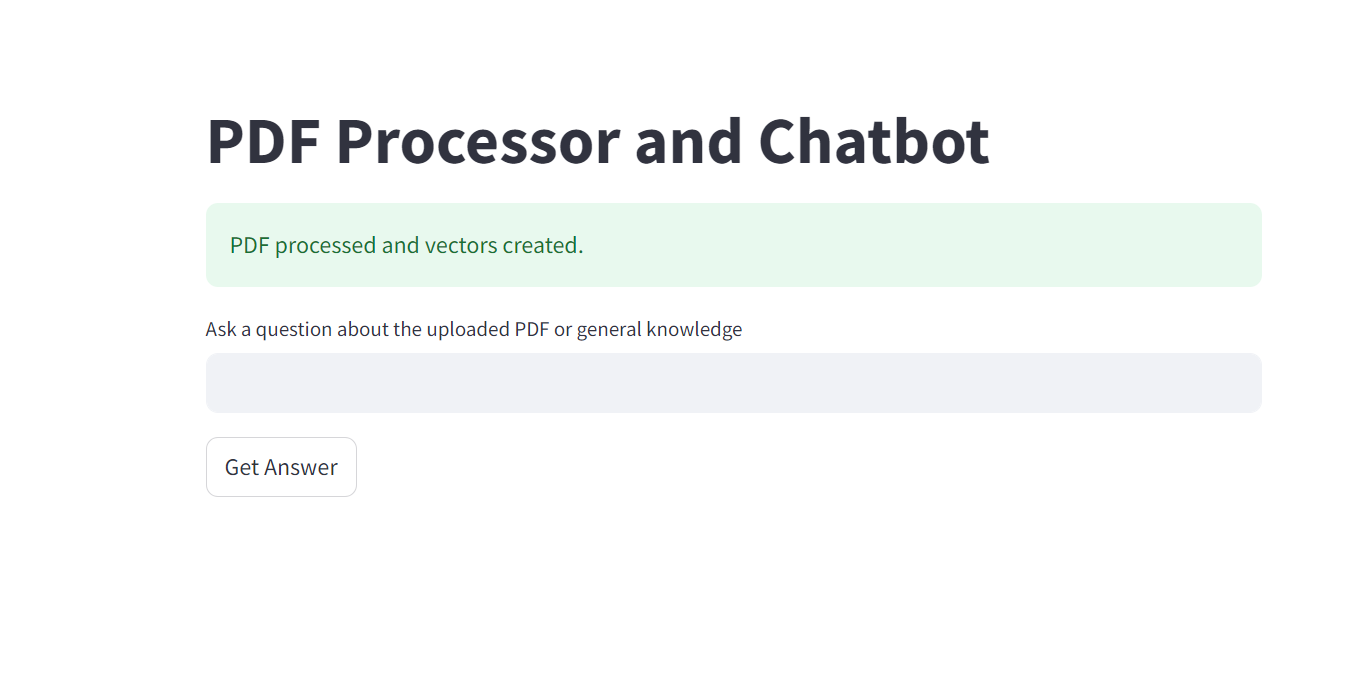 PDF Processor and Chatbot
PDF processed and vectors created.
Ask a question about the uploaded PDF or general knowledge
Get Answer